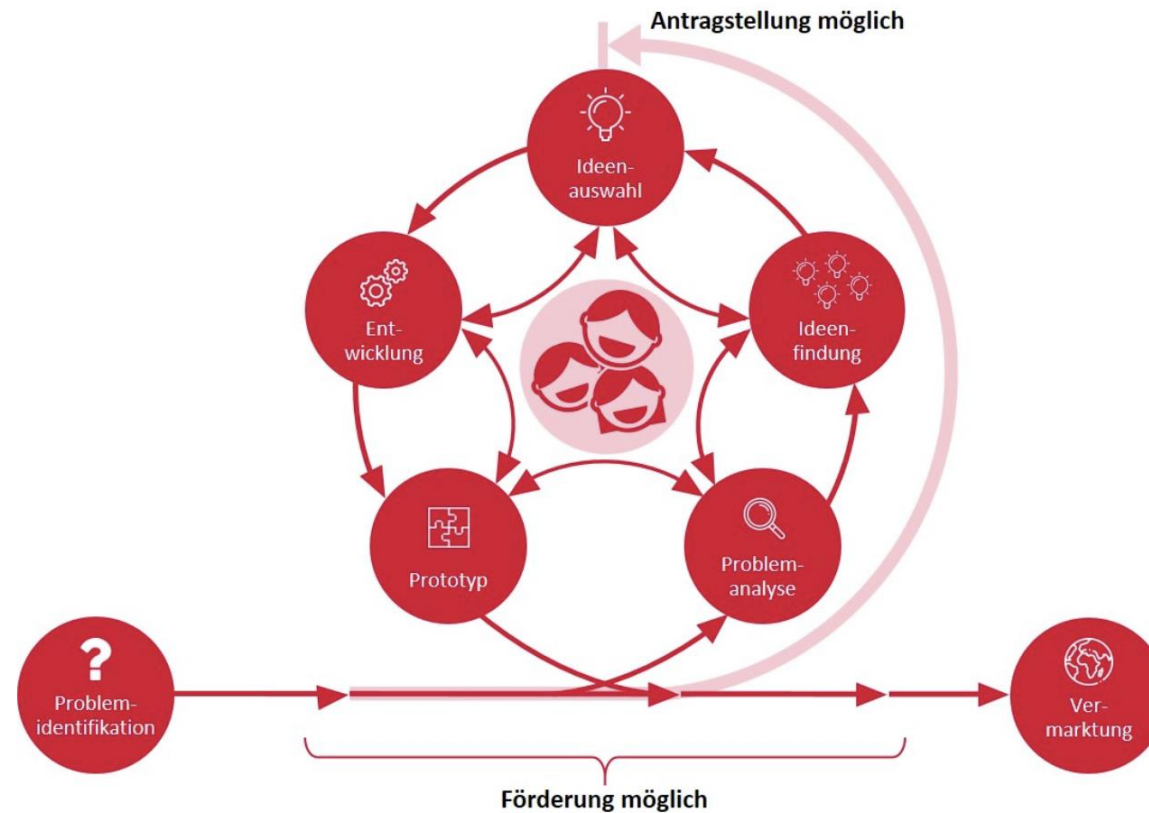 Antragstellung möglich
Ideen-
auswahl
Ent-
wicklung
Ideen-
findung
Prototyp
Problem-
analyse
?
Problem-
identifikation
Ver-
marktung
Förderung möglich